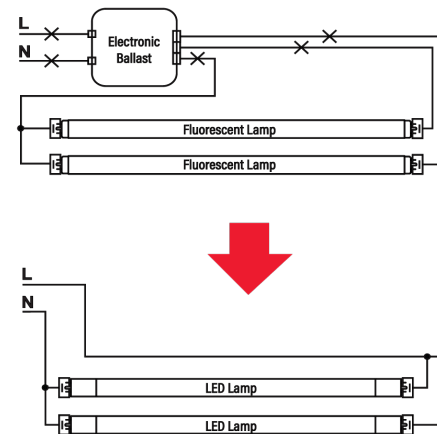 L
N
Electronic
Ballast
Fluorescent Lamp
Fluorescent Lamp
L
N
LED Lamp
LED Lamp